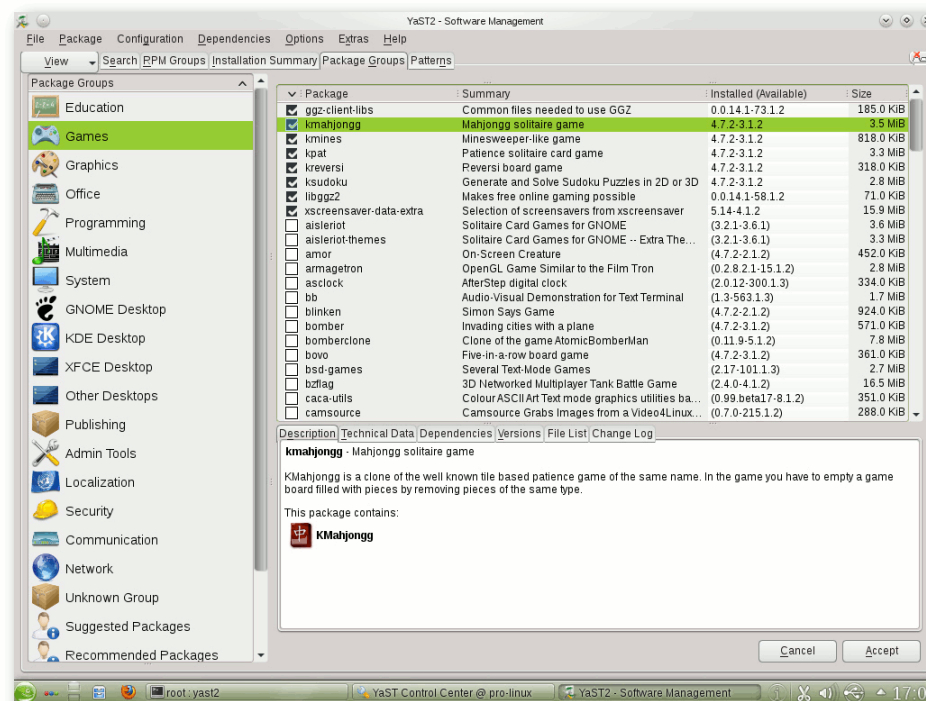 YaST2 - Software Management
File Package Configuration Dependencies Options Extras Help
View Search RPM Groups Installation Summary Package Groups Patterns
Package Groups
Education
Games
Graphics
Office
Programming
Multimedia
System
GNOME Desktop
KDE Desktop
XFCE Desktop
Other Desktops
Publishing
Admin Tools
Localization
Security
Communication
Network
Unknown Group
Suggested Packages
Recommended Packages
Package Summary Installed (Available) Size
ggz-client-libs Common files needed to use GGZ 0.0.14.1-73.1.2 185.0 KiB
kmahjongg Mahjongg solitaire game 4.7.2-3.1.2 3.5 MiB
kmines Minesweeper-like game 4.7.2-3.1.2 818.0 KiB
kpat Patience solitaire card game 4.7.2-3.1.2 3.3 MiB
kreversi Reversi board game 4.7.2-3.1.2 318.0 KiB
ksudoku Generate and Solve Sudoku Puzzles in 2D or 3D 4.7.2-3.1.2 2.8 MiB
libggz2 Makes free online gaming possible 0.0.14.1-58.1.2 71.0 KiB
xscreensaver-data-extra Selection of screensavers from xscreensaver 5.14-4.1.2 15.9 MiB
aisleriot Solitaire Card Games for GNOME (3.2.1-3.6.1) 3.6 MiB
aisleriot-themes Solitaire Card Games for GNOME -- Extra The... (3.2.1-3.6.1) 3.3 MiB
amor On-Screen Creature (4.7.2-2.1.2) 452.0 KiB
armagetron OpenGL Game Similar to the Film Tron (0.2.8.2.1-15.1.2) 2.8 MiB
asclock AfterStep digital clock (2.0.12-300.1.3) 334.0 KiB
bb Audio-Visual Demonstration for Text Terminal (1.3-563.1.3) 1.7 MiB
blinken Simon Says Game (4.7.2-2.1.2) 924.0 KiB
bomber Invading cities with a plane (4.7.2-3.1.2) 571.0 KiB
bomberclone Clone of the game AtomicBomberMan (0.11.9-5.1.2) 7.8 MiB
bovo Five-in-a-row board game (4.7.2-3.1.2) 361.0 KiB
bsd-games Several Text-Mode Games (2.17-101.1.3) 2.7 MiB
bzflag 3D Networked Multiplayer Tank Battle Game (2.4.0-4.1.2) 16.5 MiB
caca-utils Colour ASCII Art Text mode graphics utilities ba... (0.99.beta17-8.1.2) 351.0 KiB
camsource Camsource Grabs Images from a Video4Linux... (0.7.0-215.1.2) 288.0 KiB
Description Technical Data Dependencies Versions File List Change Log
kmahjongg - Mahjongg solitaire game
KMahjongg is a clone of the well known tile based patience game of the same name. In the game you have to empty a game
board filled with pieces by removing pieces of the same type.
This package contains:
中 KMahjongg
Cancel Accept
root : yast2 YaST Control Center @ pro-linux YaST2 - Software Management